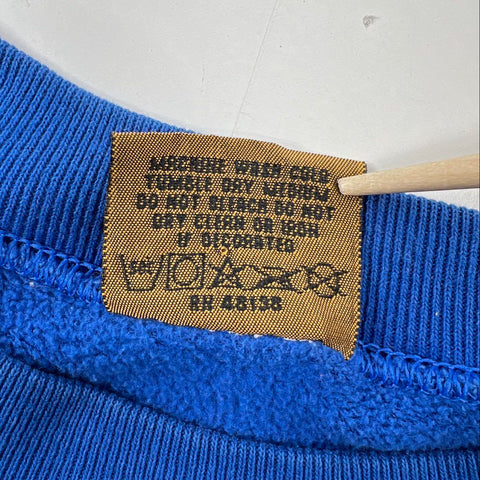 MACHINE WASH COLD
TUMBLE DRY MEDIUM
DO NOT BLEACH DO NOT
DRY CLEAN OR IRON
IF DECORATED
RN 48138